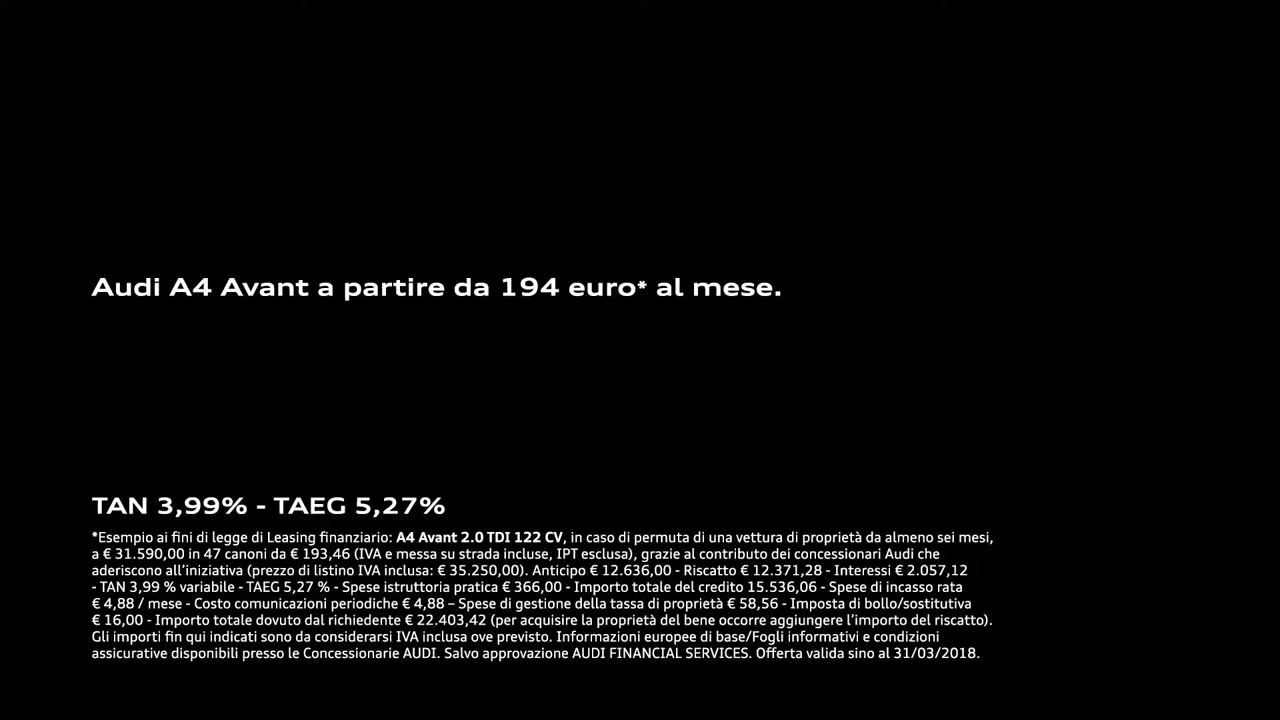 Audi A4 Avant a partire da 194 euro* al mese.
TAN 3,99% - TAEG 5,27%
*Esempio ai fini di legge di Leasing finanziario: A4 Avant 2.0 TDI 122 CV, in caso di permuta di una vettura di proprietà da almeno sei mesi,
a € 31.590,00 in 47 canoni da € 193,46 (IVA e messa su strada incluse, IPT esclusa), grazie al contributo dei concessionari Audi che
aderiscono all’iniziativa (prezzo di listino IVA inclusa: € 35.250,00). Anticipo € 12.636,00 - Riscatto € 12.371,28 - Interessi € 2.057,12
- TAN 3,99 % variabile - TAEG 5,27 % - Spese istruttoria pratica € 366,00 - Importo totale del credito 15.536,06 - Spese di incasso rata
€ 4,88 / mese - Costo comunicazioni periodiche € 4,88 – Spese di gestione della tassa di proprietà € 58,56 - Imposta di bollo/sostitutiva
€ 16,00 - Importo totale dovuto dal richiedente € 22.403,42 (per acquisire la proprietà del bene occorre aggiungere l’importo del riscatto).
Gli importi fin qui indicati sono da considerarsi IVA inclusa ove previsto. Informazioni europee di base/Fogli informativi e condizioni
assicurative disponibili presso le Concessionarie AUDI. Salvo approvazione AUDI FINANCIAL SERVICES. Offerta valida sino al 31/03/2018.